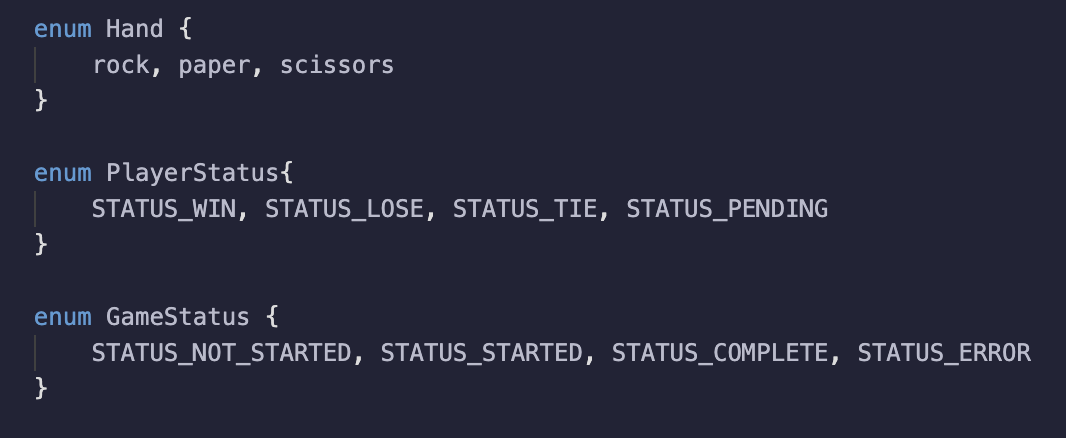 enum Hand {
rock, paper, scissors
}
enum PlayerStatus{
STATUS_WIN, STATUS_LOSE, STATUS_TIE, STATUS_PENDING
}
enum GameStatus {
STATUS_NOT_STARTED, STATUS_STARTED, STATUS_COMPLETE, STATUS_ERROR
}